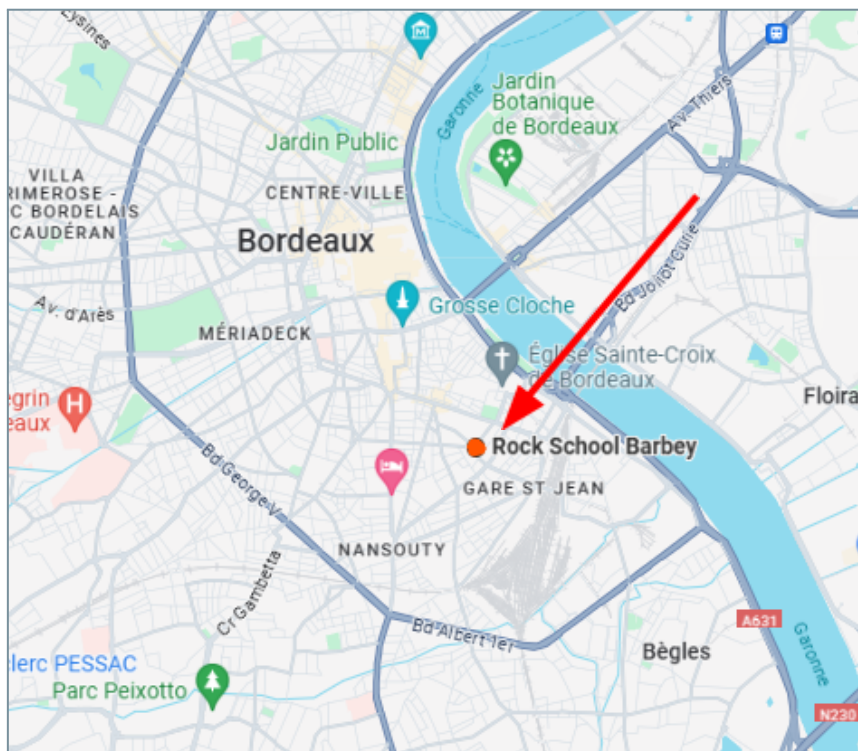 Lysines
Jardin
Botanique
de Bordeaux
Garonne
Av. Thiers
Jardin Public
VILLA
RIMEROSE -
C BORDELAIS
CAUDÉRAN
CENTRE-VILLE
Bordeaux
Bd Joliot Curie
Av. d'Arès
Grosse Cloche
MÉRIADECK
Église Sainte-Croix
de Bordeaux
egrin
eaux
H
Floira
Rock School Barbey
Bd George V
GARE ST JEAN
NANSOUTY
Cr Gambetta
Bd Albert 1er
A631
Bègles
Garonne
clerc PESSAC
Parc Peixotto
N230